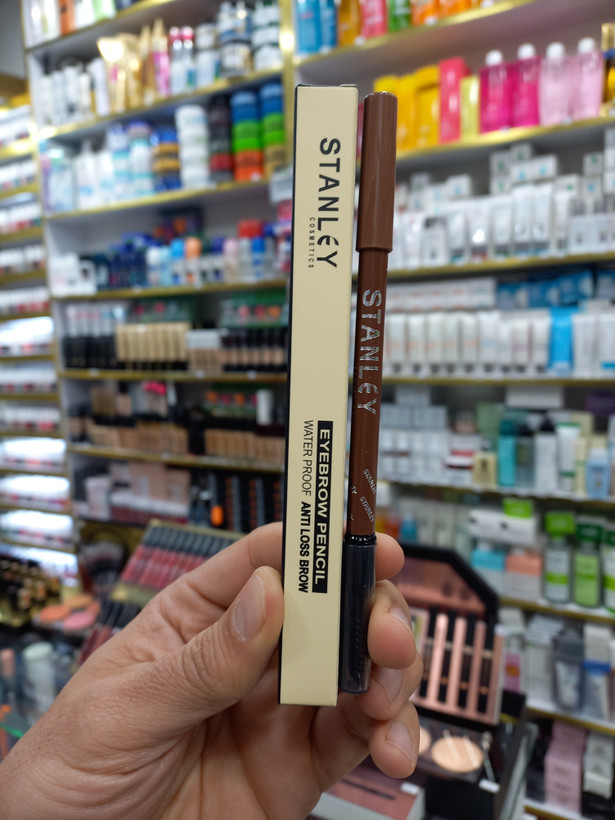 STANLEY
COSMETICS
EYEBROW PENCIL
WATER PROOF ANTI LOSS BROW
STANLEY